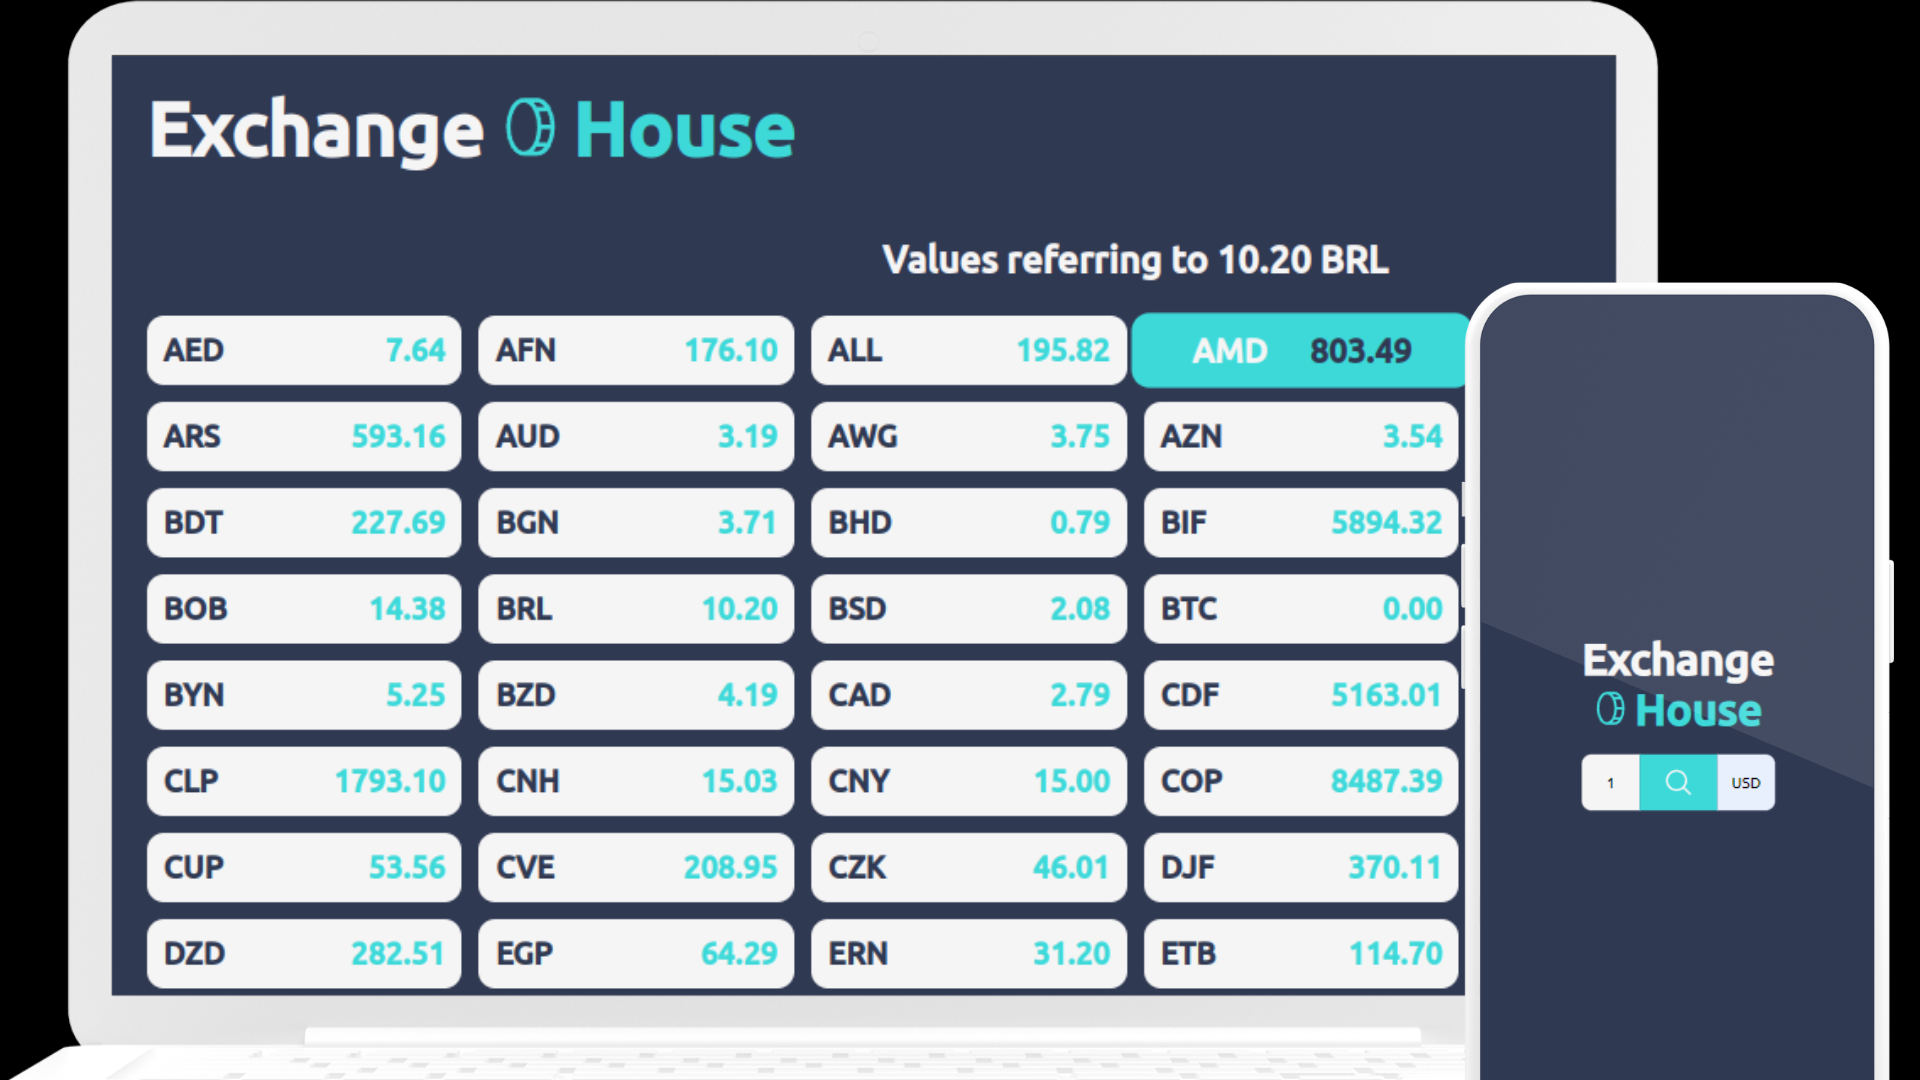 Exchange House
Values referring to 10.20 BRL
AED 7.64 AFN 176.10 ALL 195.82 AMD 803.49
ARS 593.16 AUD 3.19 AWG 3.75 AZN 3.54
BDT 227.69 BGN 3.71 BHD 0.79 BIF 5894.32
BOB 14.38 BRL 10.20 BSD 2.08 BTC 0.00
BYN 5.25 BZD 4.19 CAD 2.79 CDF 5163.01
CLP 1793.10 CNH 15.03 CNY 15.00 COP 8487.39
CUP 53.56 CVE 208.95 CZK 46.01 DJF 370.11
DZD 282.51 EGP 64.29 ERN 31.20 ETB 114.70
Exchange
House
1 USD